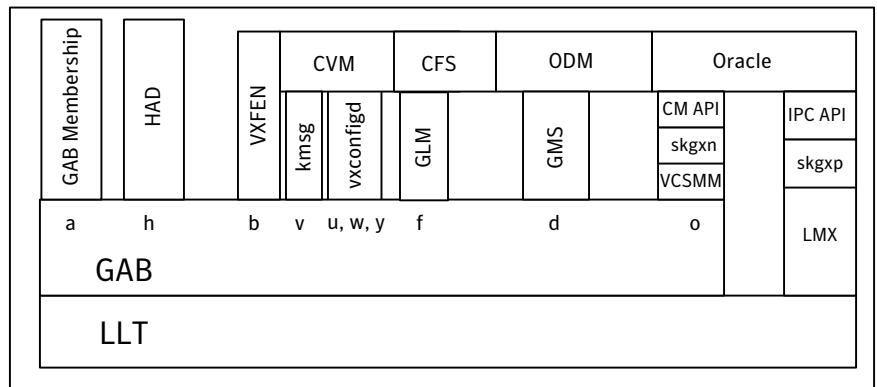 GAB Membership
HAD
VXFEN
CVM
CFS
ODM
Oracle
kmsg
vxconfigd
GLM
GMS
CM API
skgxn
VCSMM
IPC API
skgxp
LMX
a h b v u, w, y f d o
GAB
LLT